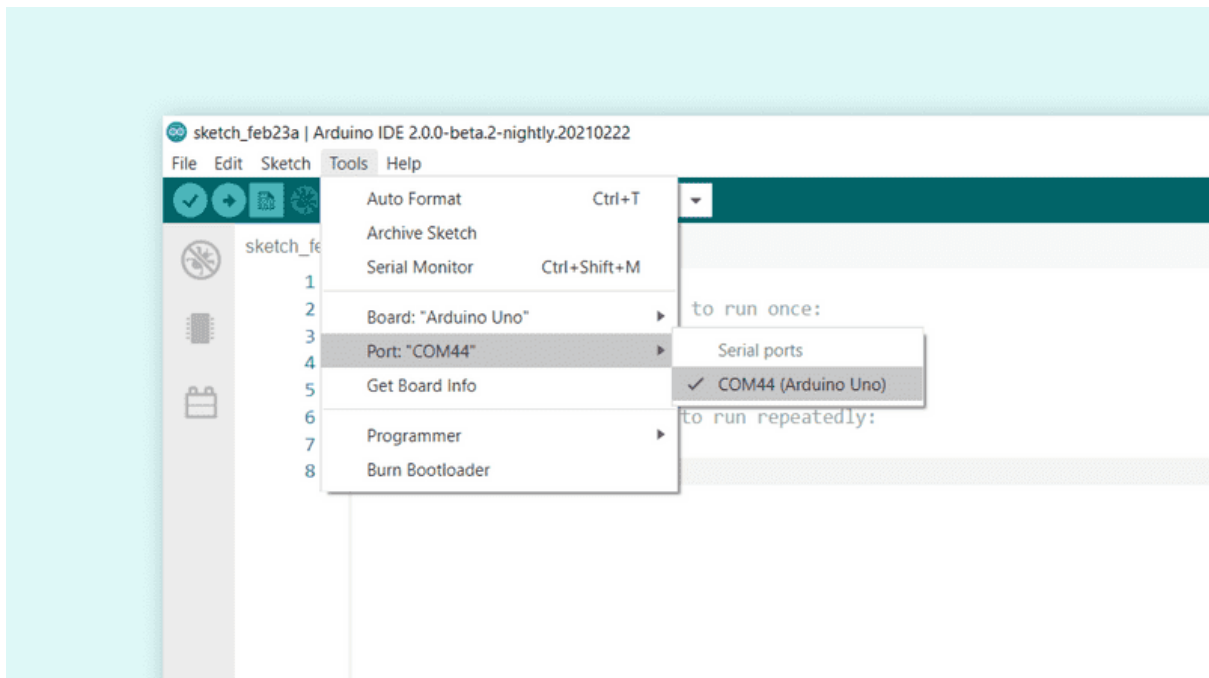 sketch_feb23a | Arduino IDE 2.0.0-beta.2-nightly.20210222
File Edit Sketch Tools Help
Auto Format Ctrl+T
Archive Sketch
Serial Monitor Ctrl+Shift+M
Board: "Arduino Uno"
Port: "COM44"
Get Board Info
Programmer
Burn Bootloader
Serial ports
COM44 (Arduino Uno)
1
2 to run once:
3
4
5
6 to run repeatedly:
7
8